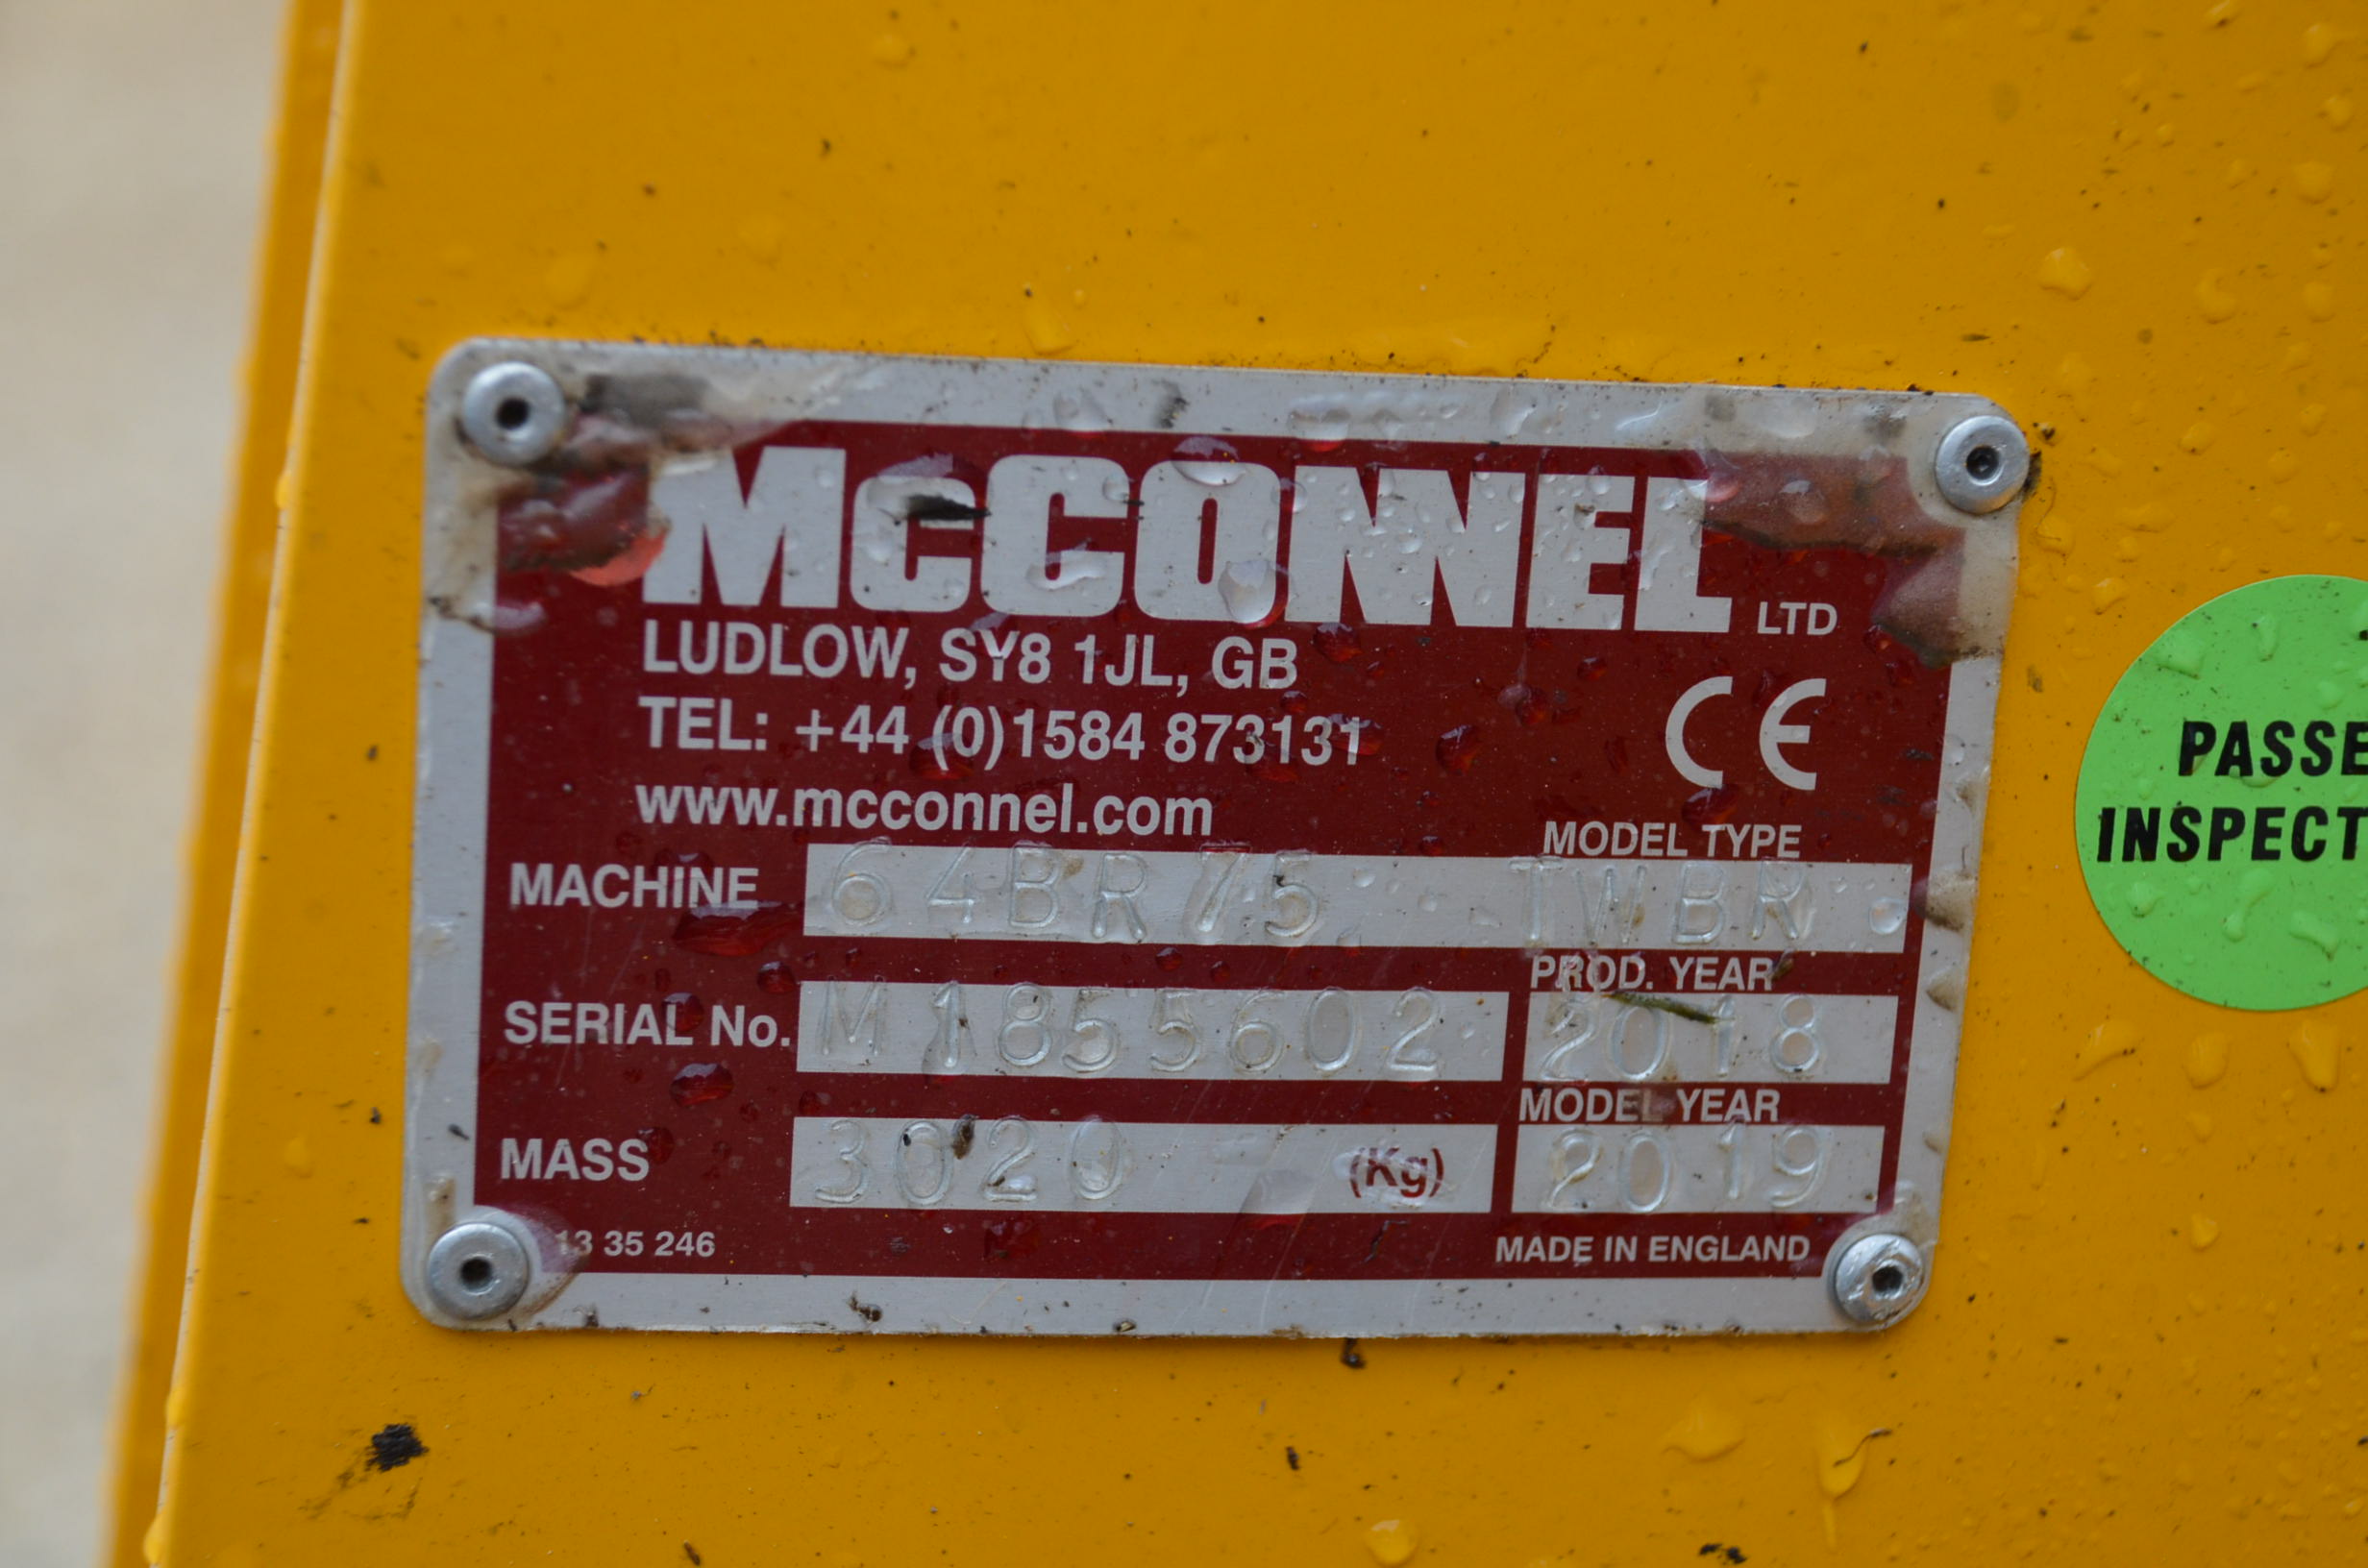 McCONNEL LTD
LUDLOW, SY8 1JL, GB
TEL: +44 (0)1584 873131
www.mcconnel.com
MODEL TYPE
MACHINE 64BR75 TWBR
PROD. YEAR
SERIAL No. M1855602 2018
MODEL YEAR
MASS 3020 (Kg) 2019
13 35 246 MADE IN ENGLAND
PASSE
INSPECT